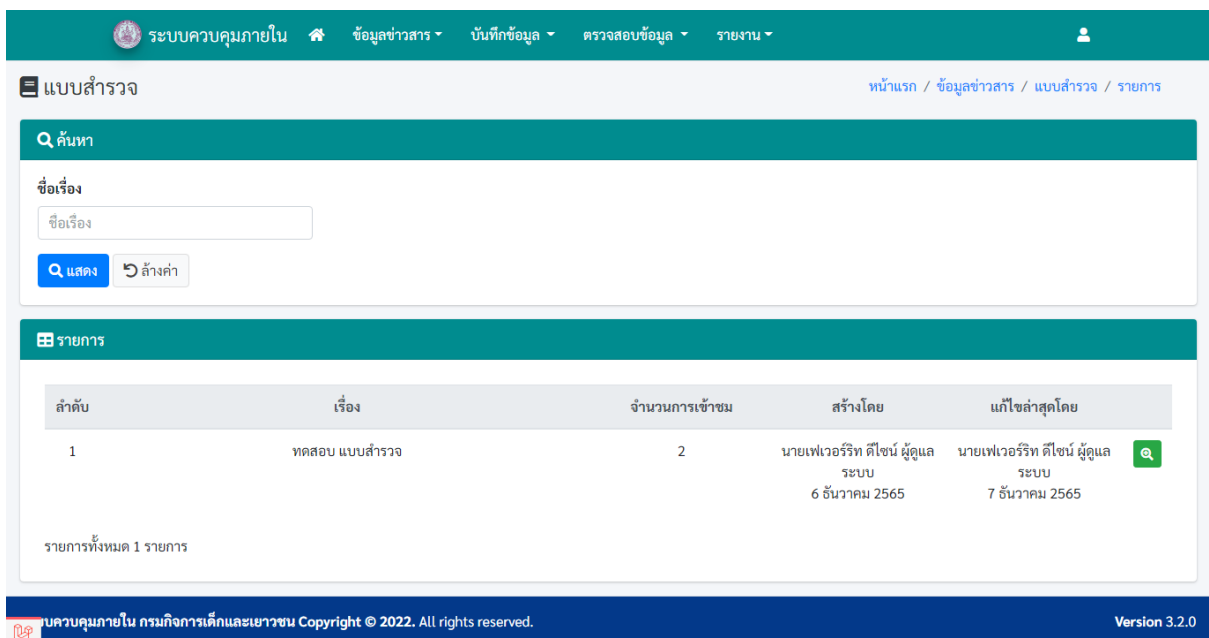 ระบบควบคุมภายใน ข้อมูลข่าวสาร บันทึกข้อมูล ตรวจสอบข้อมูล รายงาน
แบบสำรวจ หน้าแรก / ข้อมูลข่าวสาร / แบบสำรวจ / รายการ
ค้นหา
ชื่อเรื่อง
ชื่อเรื่อง
แสดง ล้างค่า
รายการ
ลำดับ เรื่อง จำนวนการเข้าชม สร้างโดย แก้ไขล่าสุดโดย
1 ทดสอบ แบบสำรวจ 2 นายเฟเวอร์ริท ดีไซน์ ผู้ดูแล นายเฟเวอร์ริท ดีไซน์ ผู้ดูแล
ระบบ ระบบ
6 ธันวาคม 2565 7 ธันวาคม 2565
รายการทั้งหมด 1 รายการ
บควบคุมภายใน กรมกิจการเด็กและเยาวชน Copyright © 2022. All rights reserved. Version 3.2.0